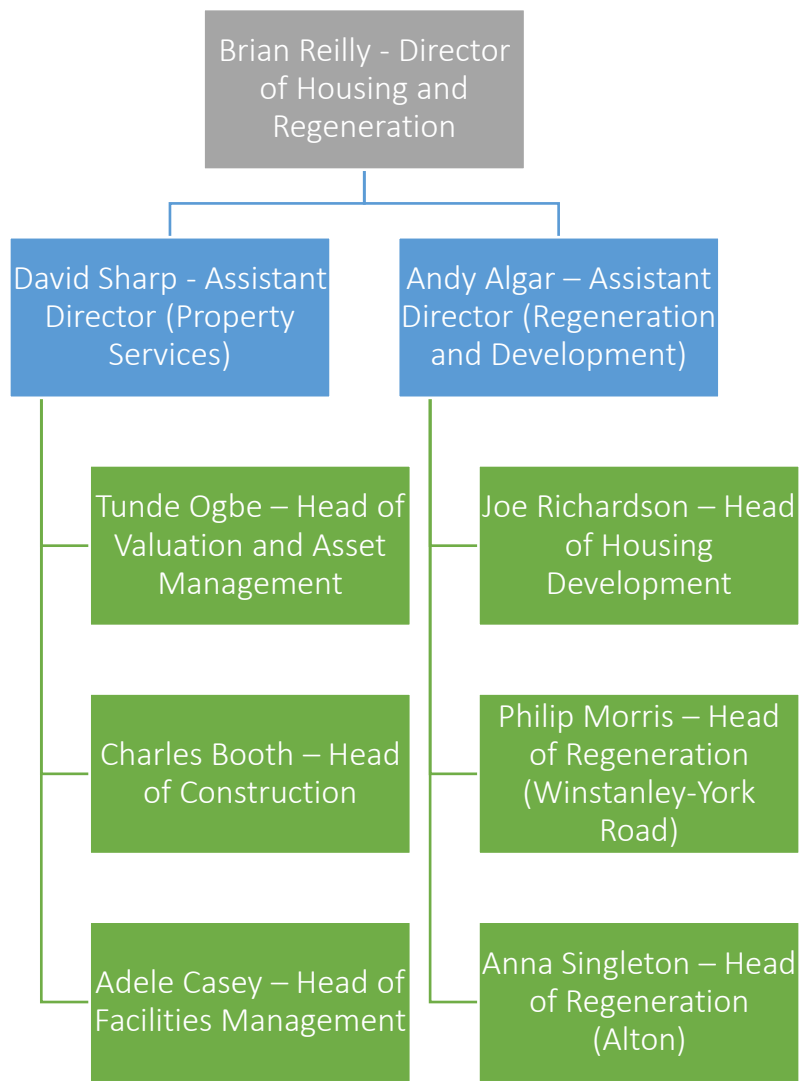 Brian Reilly - Director
of Housing and
Regeneration
David Sharp - Assistant
Director (Property
Services)
Andy Algar – Assistant
Director (Regeneration
and Development)
Tunde Ogbe – Head of
Valuation and Asset
Management
Joe Richardson – Head
of Housing
Development
Charles Booth – Head
of Construction
Philip Morris – Head
of Regeneration
(Winstanley-York
Road)
Adele Casey – Head of
Facilities Management
Anna Singleton – Head
of Regeneration
(Alton)